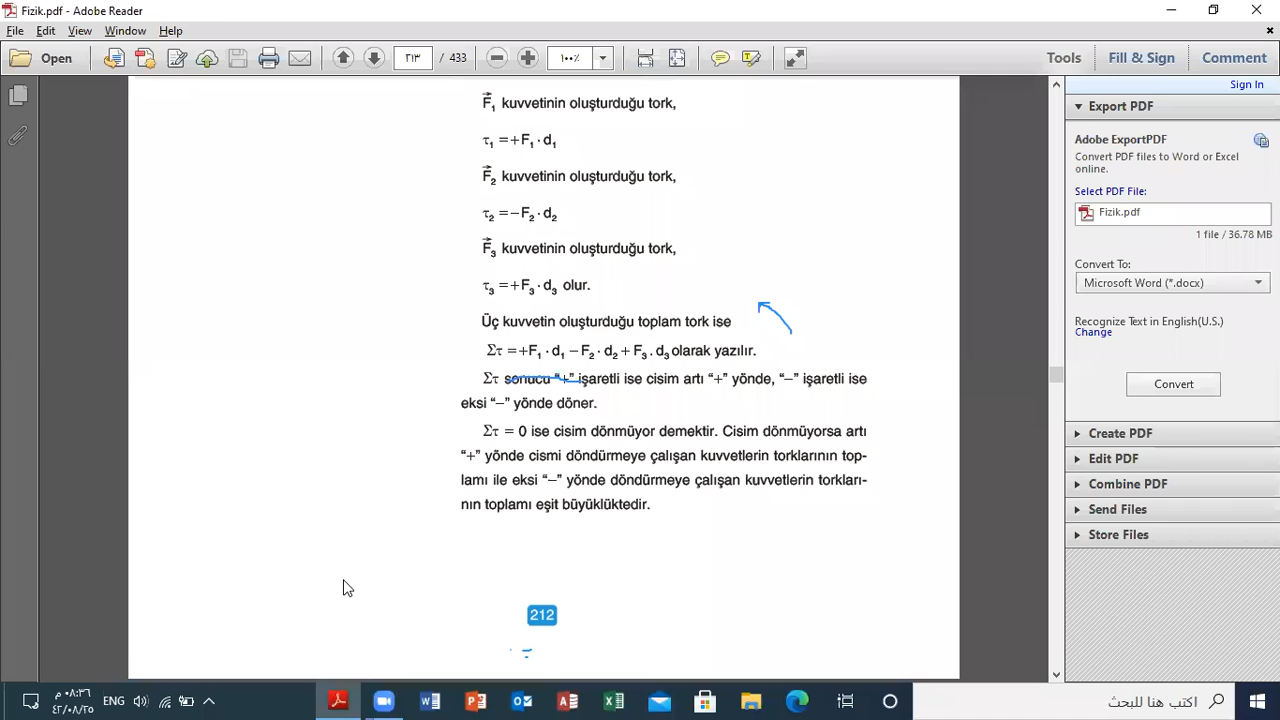 Fizik.pdf - Adobe Reader
File Edit View Window Help
Open ٣١٣ / 433 ١٠٠٪ Tools Fill & Sign Comment
Sign In
F₁ kuvvetinin oluşturduğu tork,
τ₁ =+F₁ · d₁
F₂ kuvvetinin oluşturduğu tork,
τ₂ =−F₂ · d₂
F₃ kuvvetinin oluşturduğu tork,
τ₃ =+F₃ · d₃ olur.
Üç kuvvetin oluşturduğu toplam tork ise
Στ =+F₁ · d₁ − F₂ · d₂ + F₃ . d₃ olarak yazılır.
Στ sonucu “+” işaretli ise cisim artı “+” yönde, “−” işaretli ise
eksi “−” yönde döner.
Στ = 0 ise cisim dönmüyor demektir. Cisim dönmüyorsa artı
“+” yönde cismi döndürmeye çalışan kuvvetlerin torklarının top-
lamı ile eksi “−” yönde döndürmeye çalışan kuvvetlerin torkları-
nın toplamı eşit büyüklüktedir.
212
Export PDF
Adobe ExportPDF
Convert PDF files to Word or Excel
online.
Select PDF File:
Fizik.pdf
1 file / 36.78 MB
Convert To:
Microsoft Word (*.docx)
Recognize Text in English(U.S.)
Change
Convert
Create PDF
Edit PDF
Combine PDF
Send Files
Store Files
٠٨:٣٦ م
٤٢/٠٨/٢٥
ENG
اكتب هنا للبحث